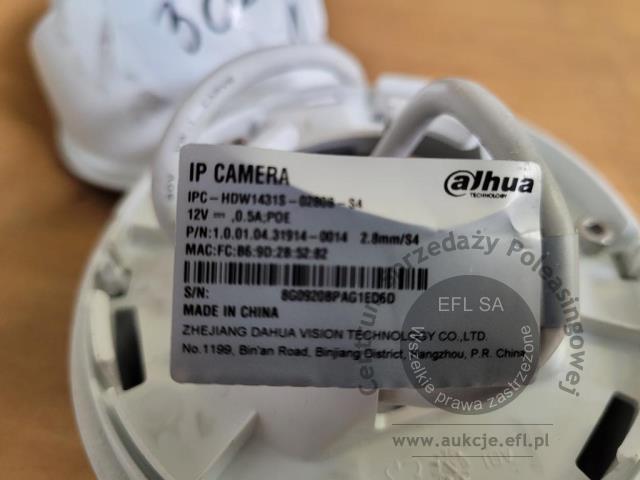 IP CAMERA
alhua
TECHNOLOGY
IPC-HDW1431S-0280B-S4
12V ⎓ ,0.5A;POE
P/N:1.0.01.04.31914-0014 2.8mm/S4
MAC:FC:B6:9D:28:52:82
S/N: 8G0920BPAG1ED6D
MADE IN CHINA
ZHEJIANG DAHUA VISION TECHNOLOGY CO.,LTD.
No.1199, Bin'an Road, Binjiang District, Hangzhou, P.R. China
Centrum Sprzedaży Poleasingowej
EFL SA
Wszelkie prawa zastrzeżone
www.aukcje.efl.pl